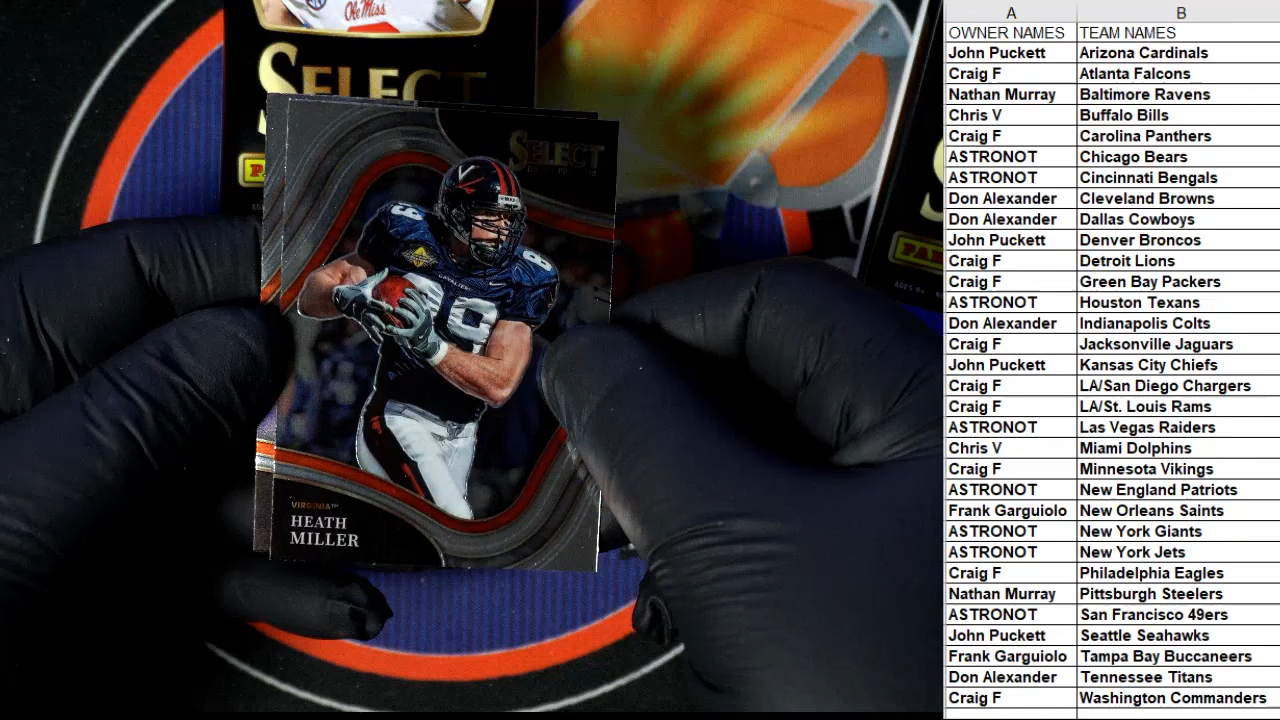 Ole Miss
SELECT
SELECT
VIRGINIA™
HEATH
MILLER
CAVALIERS
89
A B
OWNER NAMES TEAM NAMES
John Puckett Arizona Cardinals
Craig F Atlanta Falcons
Nathan Murray Baltimore Ravens
Chris V Buffalo Bills
Craig F Carolina Panthers
ASTRONOT Chicago Bears
ASTRONOT Cincinnati Bengals
Don Alexander Cleveland Browns
Don Alexander Dallas Cowboys
John Puckett Denver Broncos
Craig F Detroit Lions
Craig F Green Bay Packers
ASTRONOT Houston Texans
Don Alexander Indianapolis Colts
Craig F Jacksonville Jaguars
John Puckett Kansas City Chiefs
Craig F LA/San Diego Chargers
Craig F LA/St. Louis Rams
ASTRONOT Las Vegas Raiders
Chris V Miami Dolphins
Craig F Minnesota Vikings
ASTRONOT New England Patriots
Frank Garguiolo New Orleans Saints
ASTRONOT New York Giants
ASTRONOT New York Jets
Craig F Philadelphia Eagles
Nathan Murray Pittsburgh Steelers
ASTRONOT San Francisco 49ers
John Puckett Seattle Seahawks
Frank Garguiolo Tampa Bay Buccaneers
Don Alexander Tennessee Titans
Craig F Washington Commanders